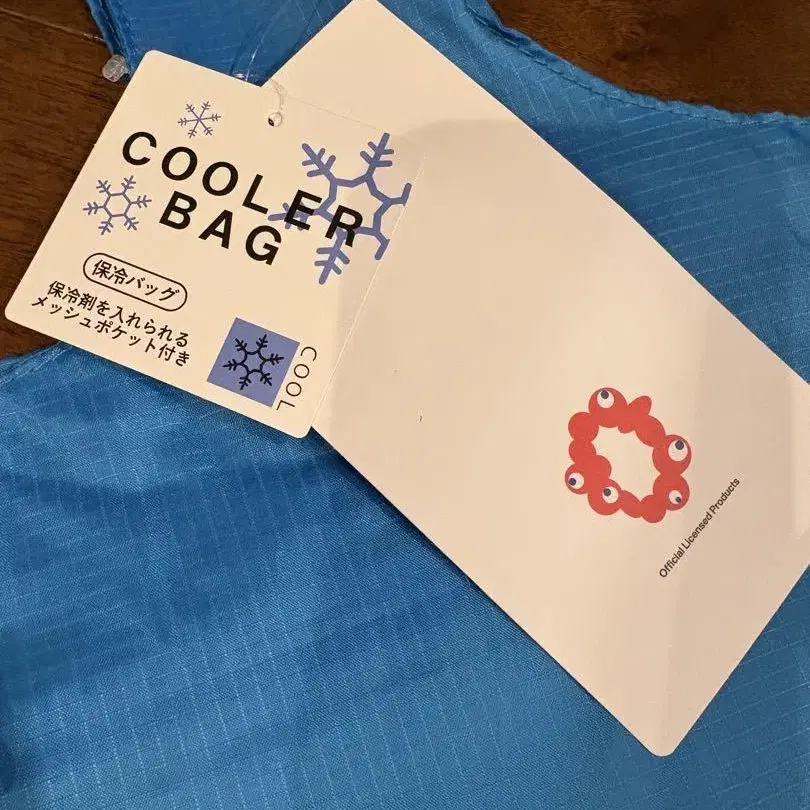 COOLER
BAG
保冷バッグ
保冷剤を入れられる
メッシュポケット付き
COOL
Official Licensed Products